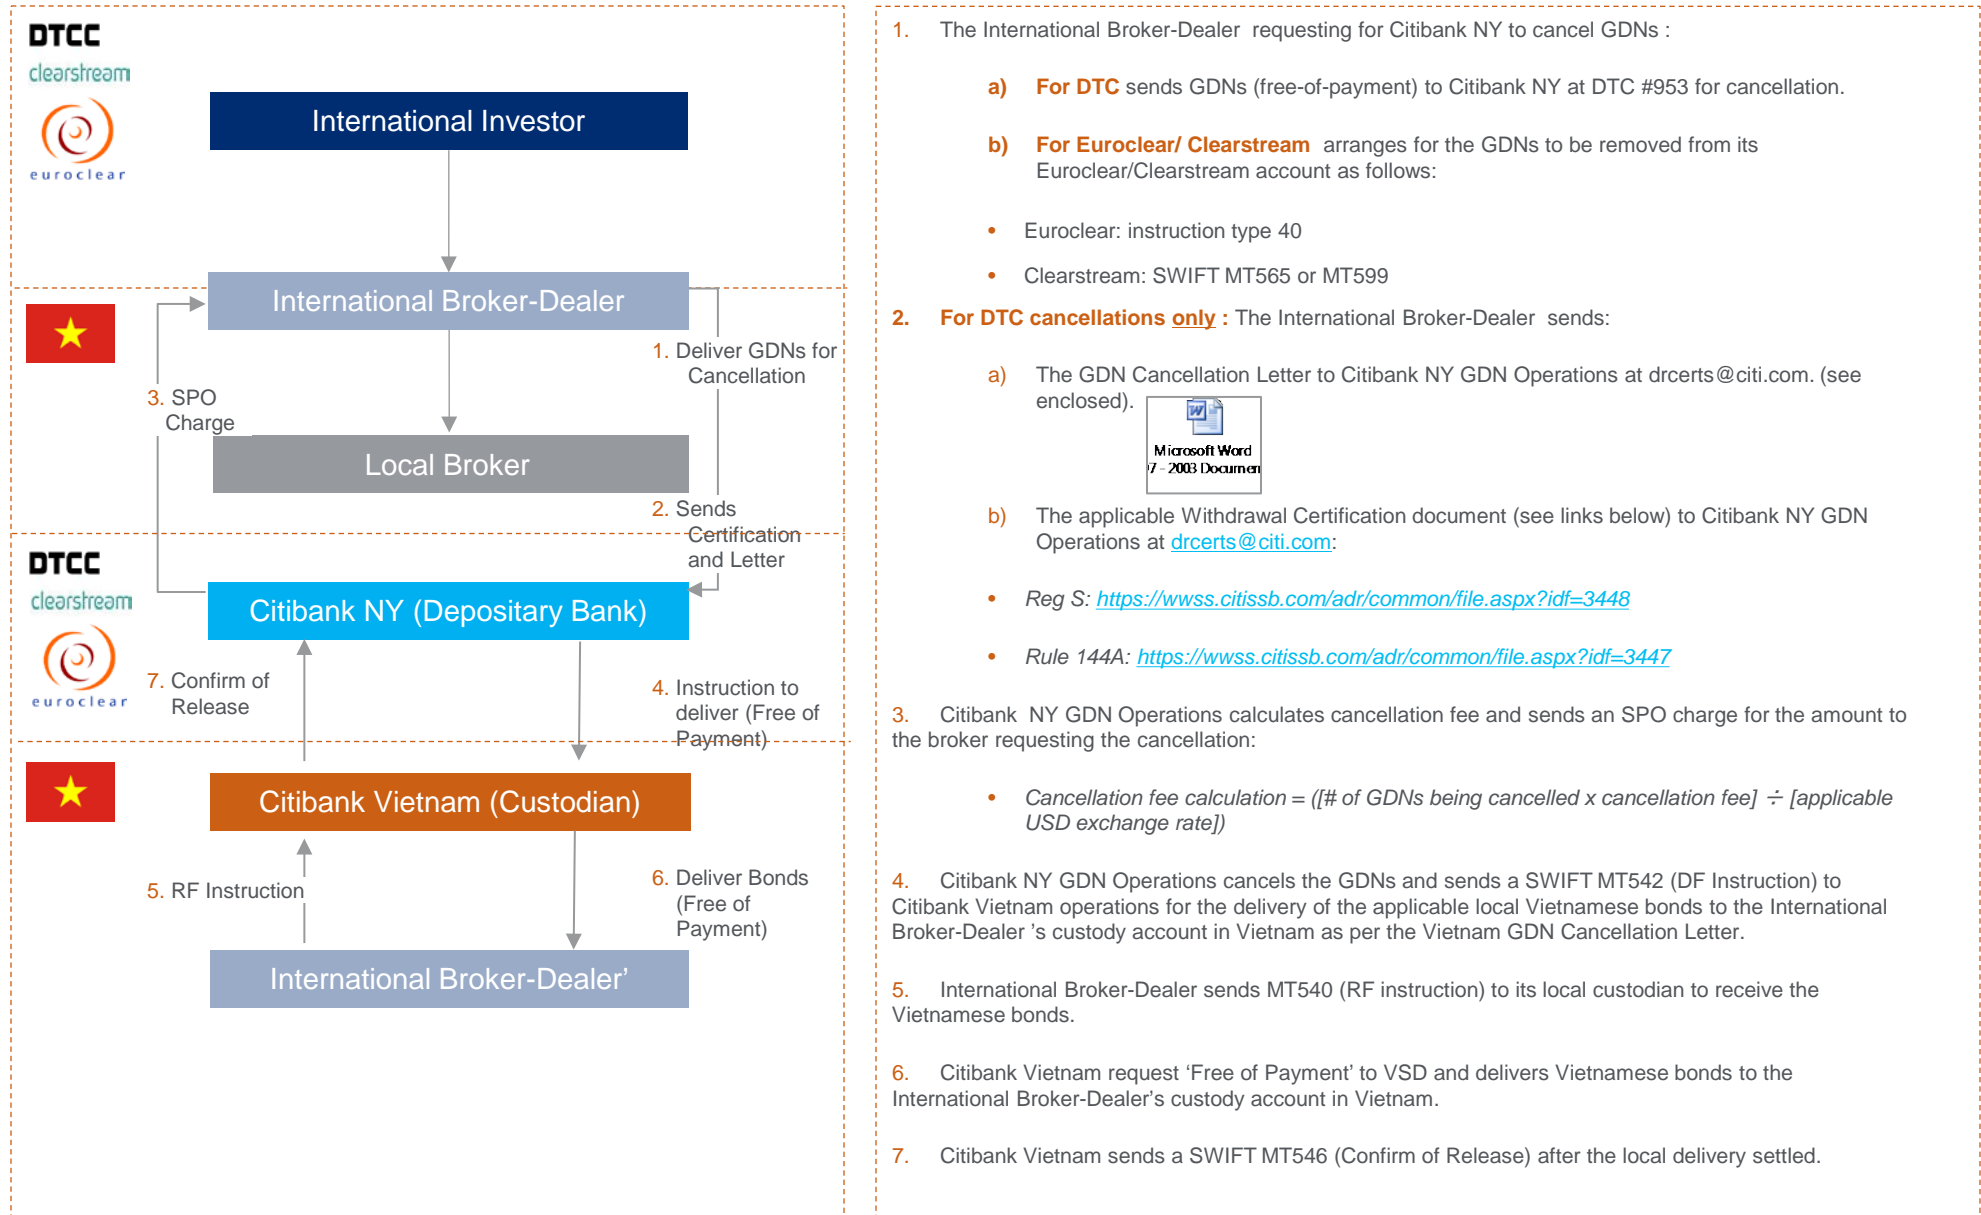 DTCC
clearstream
euroclear
International Investor
International Broker-Dealer
1. Deliver GDNs for
Cancellation
3. SPO
Charge
Local Broker
2. Sends
Certification
and Letter
DTCC
clearstream
euroclear
Citibank NY (Depositary Bank)
7. Confirm of
Release
4. Instruction to
deliver (Free of
Payment)
Citibank Vietnam (Custodian)
5. RF Instruction
6. Deliver Bonds
(Free of
Payment)
International Broker-Dealer’
1. The International Broker-Dealer requesting for Citibank NY to cancel GDNs :
a) For DTC sends GDNs (free-of-payment) to Citibank NY at DTC #953 for cancellation.
b) For Euroclear/ Clearstream arranges for the GDNs to be removed from its
Euroclear/Clearstream account as follows:
• Euroclear: instruction type 40
• Clearstream: SWIFT MT565 or MT599
2. For DTC cancellations only : The International Broker-Dealer sends:
a) The GDN Cancellation Letter to Citibank NY GDN Operations at drcerts@citi.com. (see
enclosed).
Microsoft Word
7 - 2003 Documen
b) The applicable Withdrawal Certification document (see links below) to Citibank NY GDN
Operations at drcerts@citi.com:
• Reg S: https://wwss.citissb.com/adr/common/file.aspx?idf=3448
• Rule 144A: https://wwss.citissb.com/adr/common/file.aspx?idf=3447
3. Citibank NY GDN Operations calculates cancellation fee and sends an SPO charge for the amount to
the broker requesting the cancellation:
• Cancellation fee calculation = ([# of GDNs being cancelled x cancellation fee] ÷ [applicable
USD exchange rate])
4. Citibank NY GDN Operations cancels the GDNs and sends a SWIFT MT542 (DF Instruction) to
Citibank Vietnam operations for the delivery of the applicable local Vietnamese bonds to the International
Broker-Dealer ’s custody account in Vietnam as per the Vietnam GDN Cancellation Letter.
5. International Broker-Dealer sends MT540 (RF instruction) to its local custodian to receive the
Vietnamese bonds.
6. Citibank Vietnam request ‘Free of Payment’ to VSD and delivers Vietnamese bonds to the
International Broker-Dealer’s custody account in Vietnam.
7. Citibank Vietnam sends a SWIFT MT546 (Confirm of Release) after the local delivery settled.